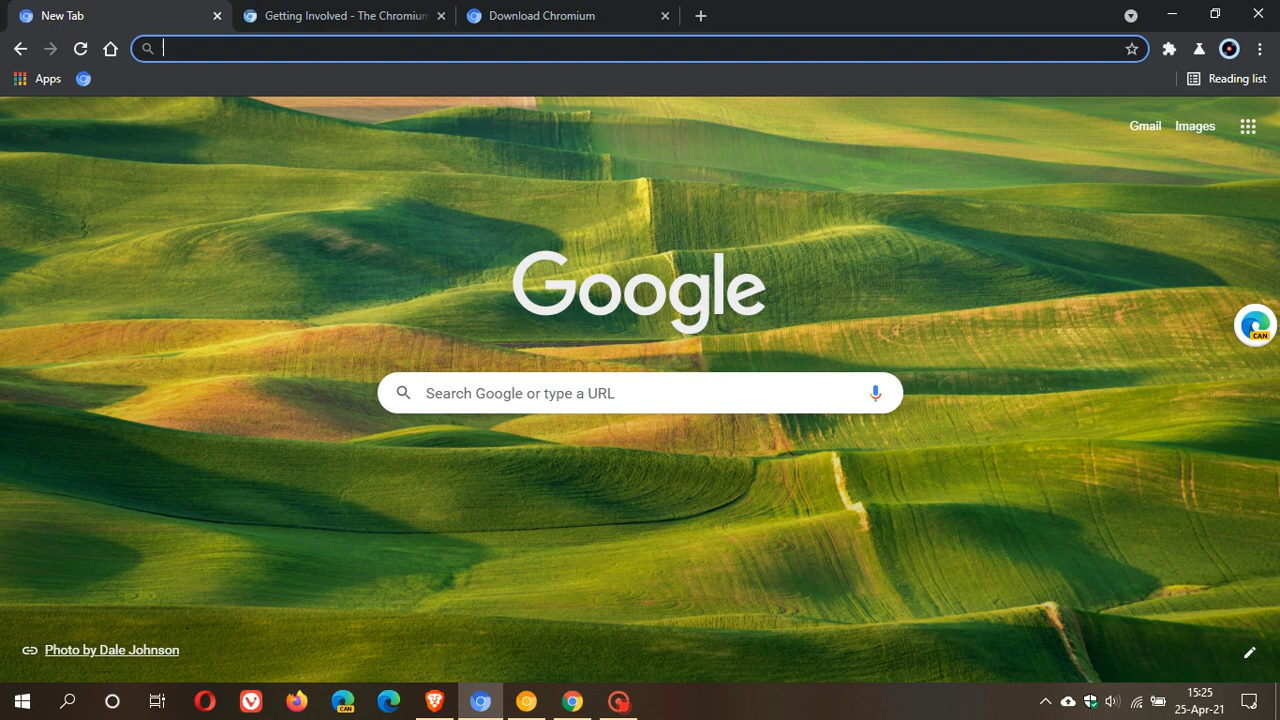 New Tab
Getting Involved - The Chromium
Download Chromium
Apps
Reading list
Gmail
Images
Google
CAN
Search Google or type a URL
Photo by Dale Johnson
CAN
15:25
25-Apr-21